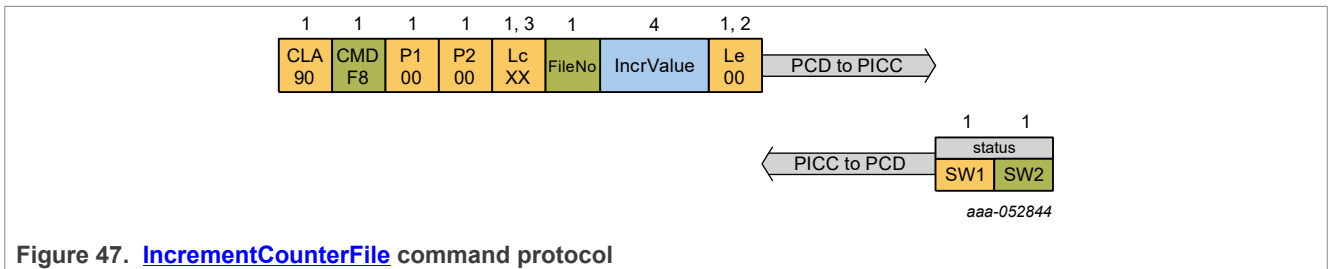 1 1 1 1 1, 3 1 4 1, 2
CLA CMD P1 P2 Lc FileNo IncrValue Le PCD to PICC
90 F8 00 00 XX 00
1 1
status
PICC to PCD SW1 SW2
aaa-052844
Figure 47. IncrementCounterFile command protocol